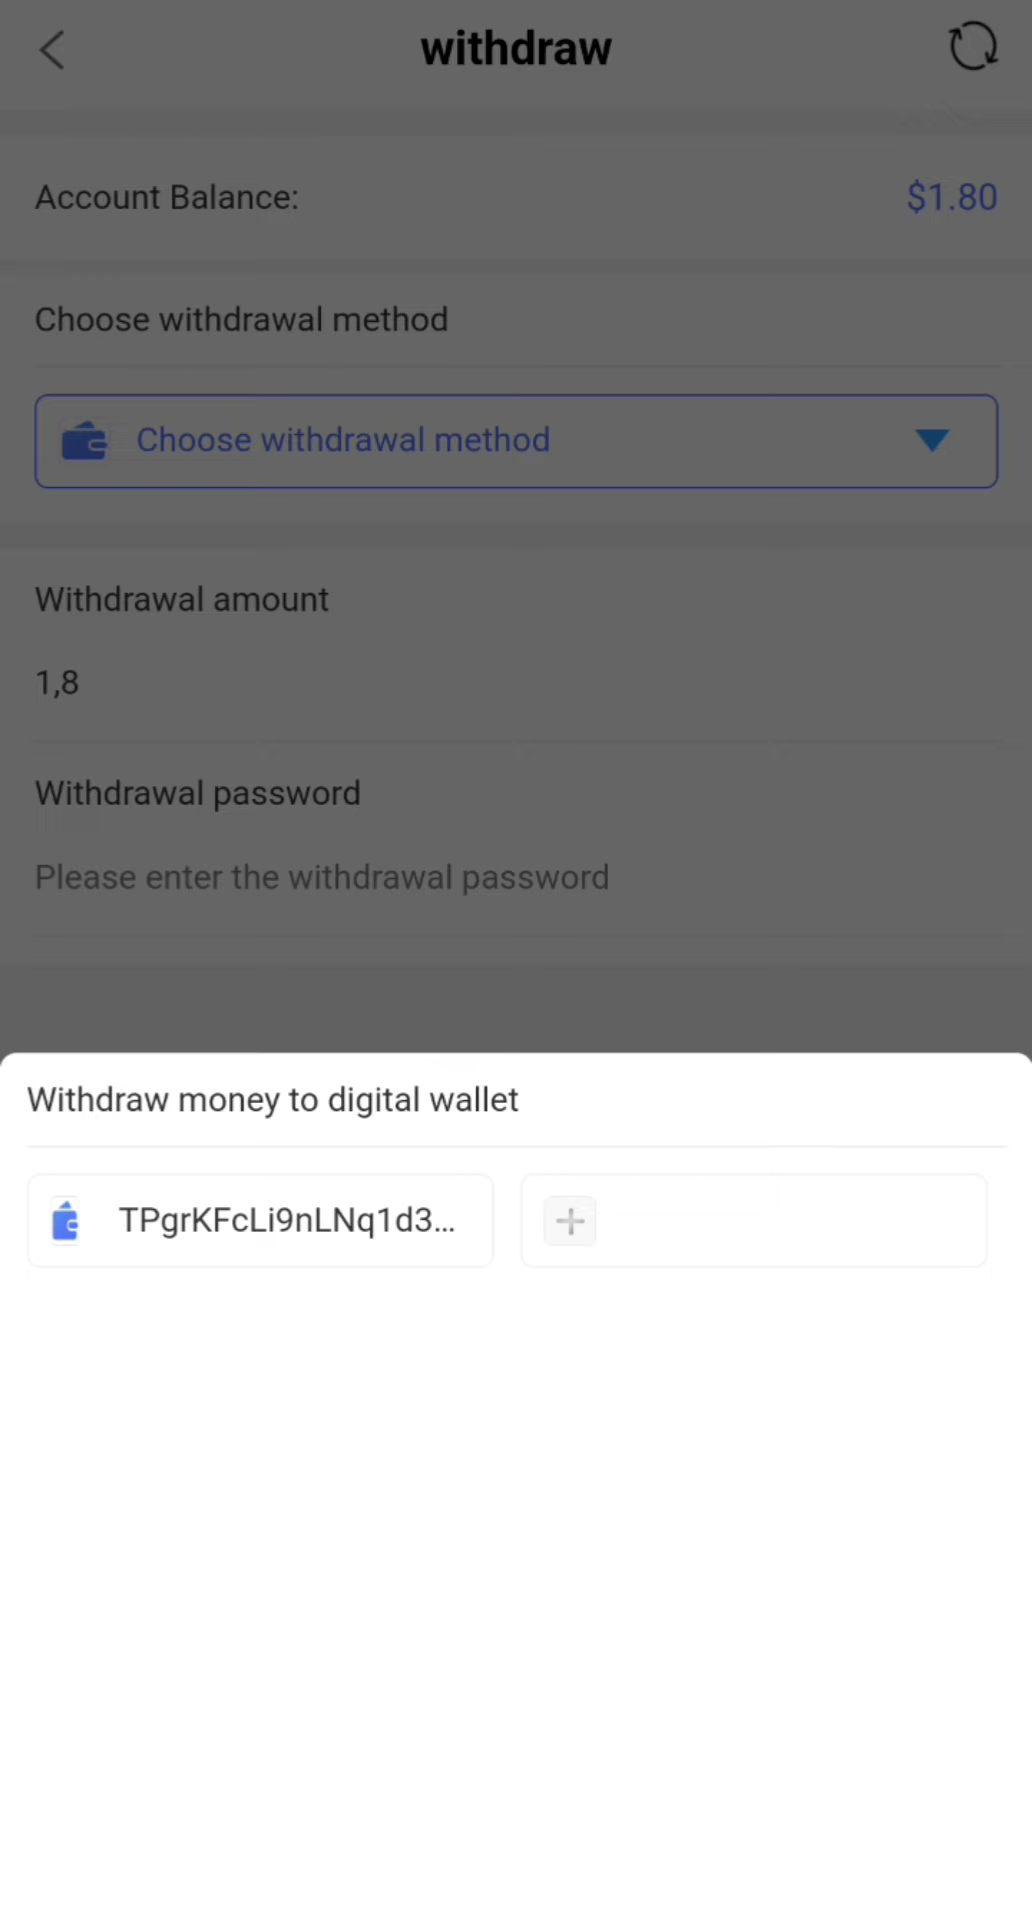 withdraw
Account Balance:
$1.80
Choose withdrawal method
Choose withdrawal method
Withdrawal amount
1,8
Withdrawal password
Please enter the withdrawal password
Withdraw money to digital wallet
TPgrKFcLi9nLNq1d3...